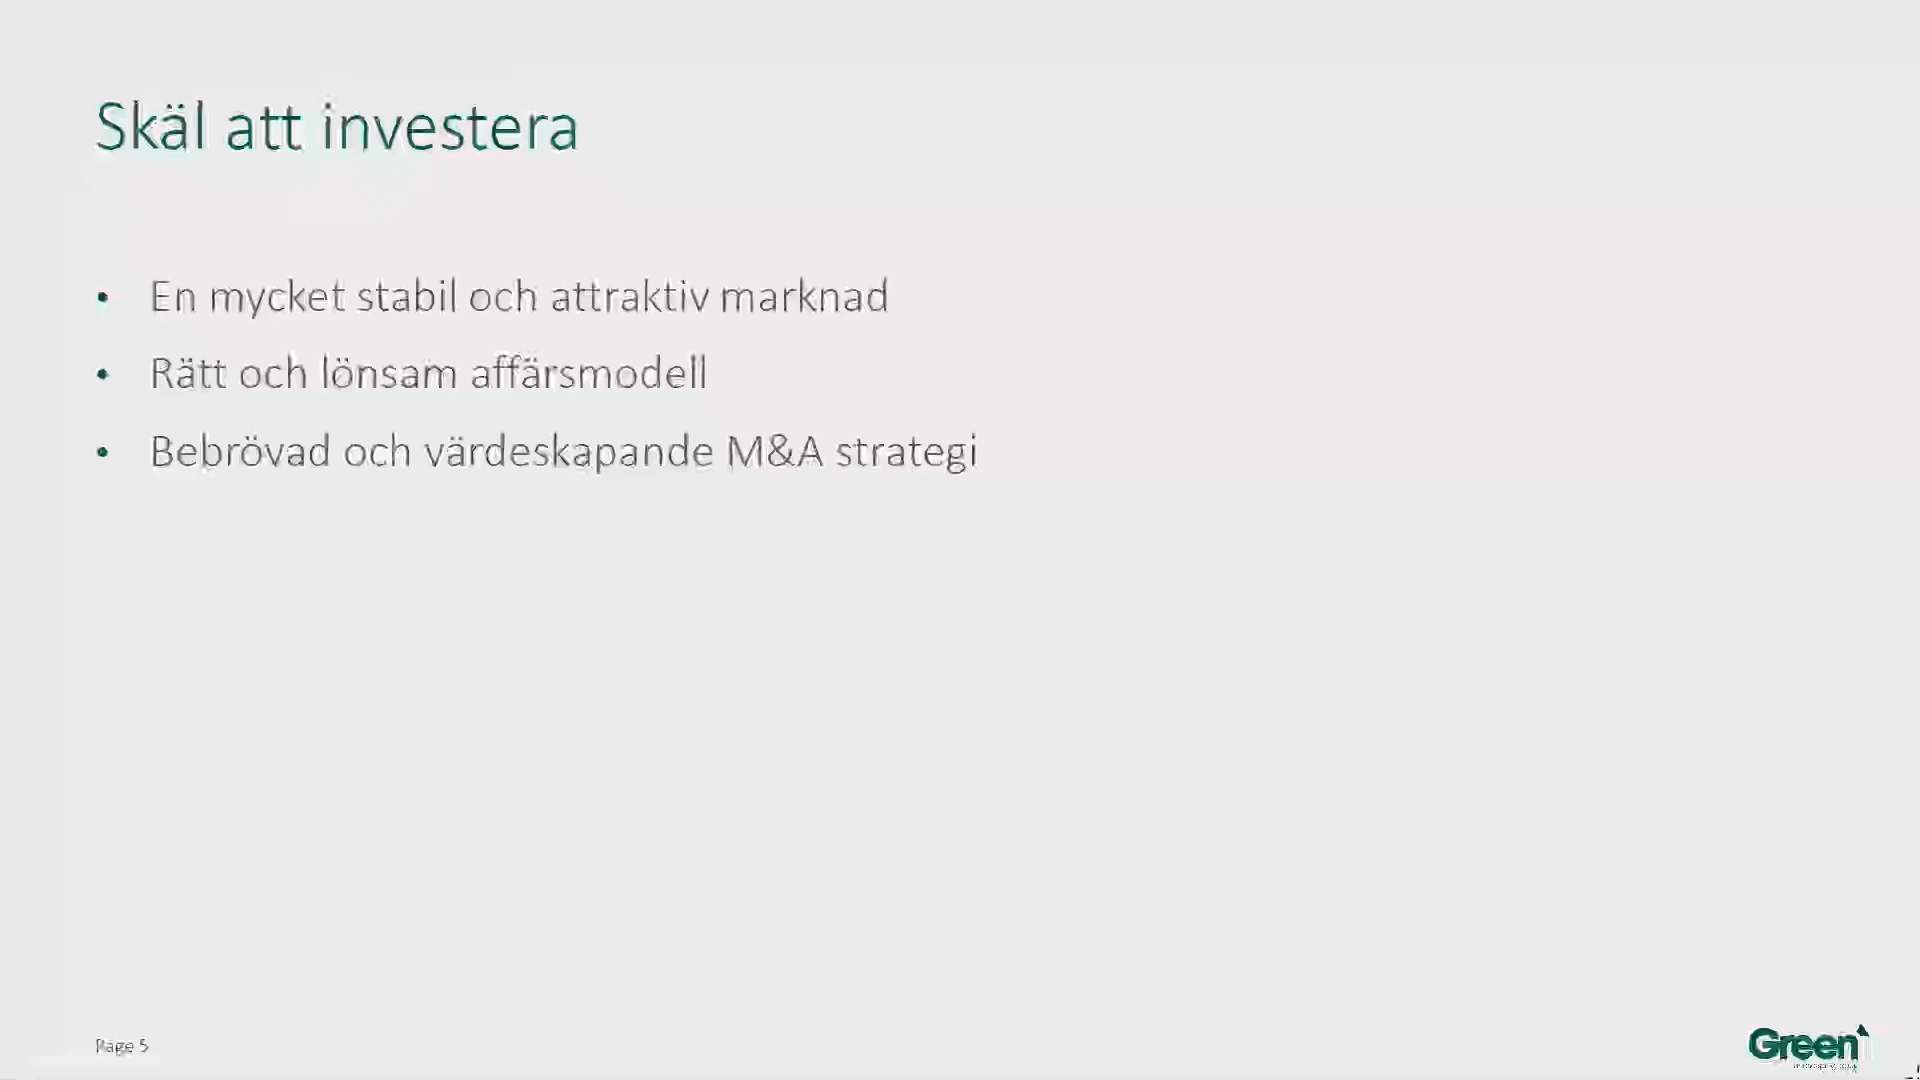 Skäl att investera
• En mycket stabil och attraktiv marknad
• Rätt och lönsam affärsmodell
• Bebrövad och värdeskapande M&A strategi
Page 5
Green